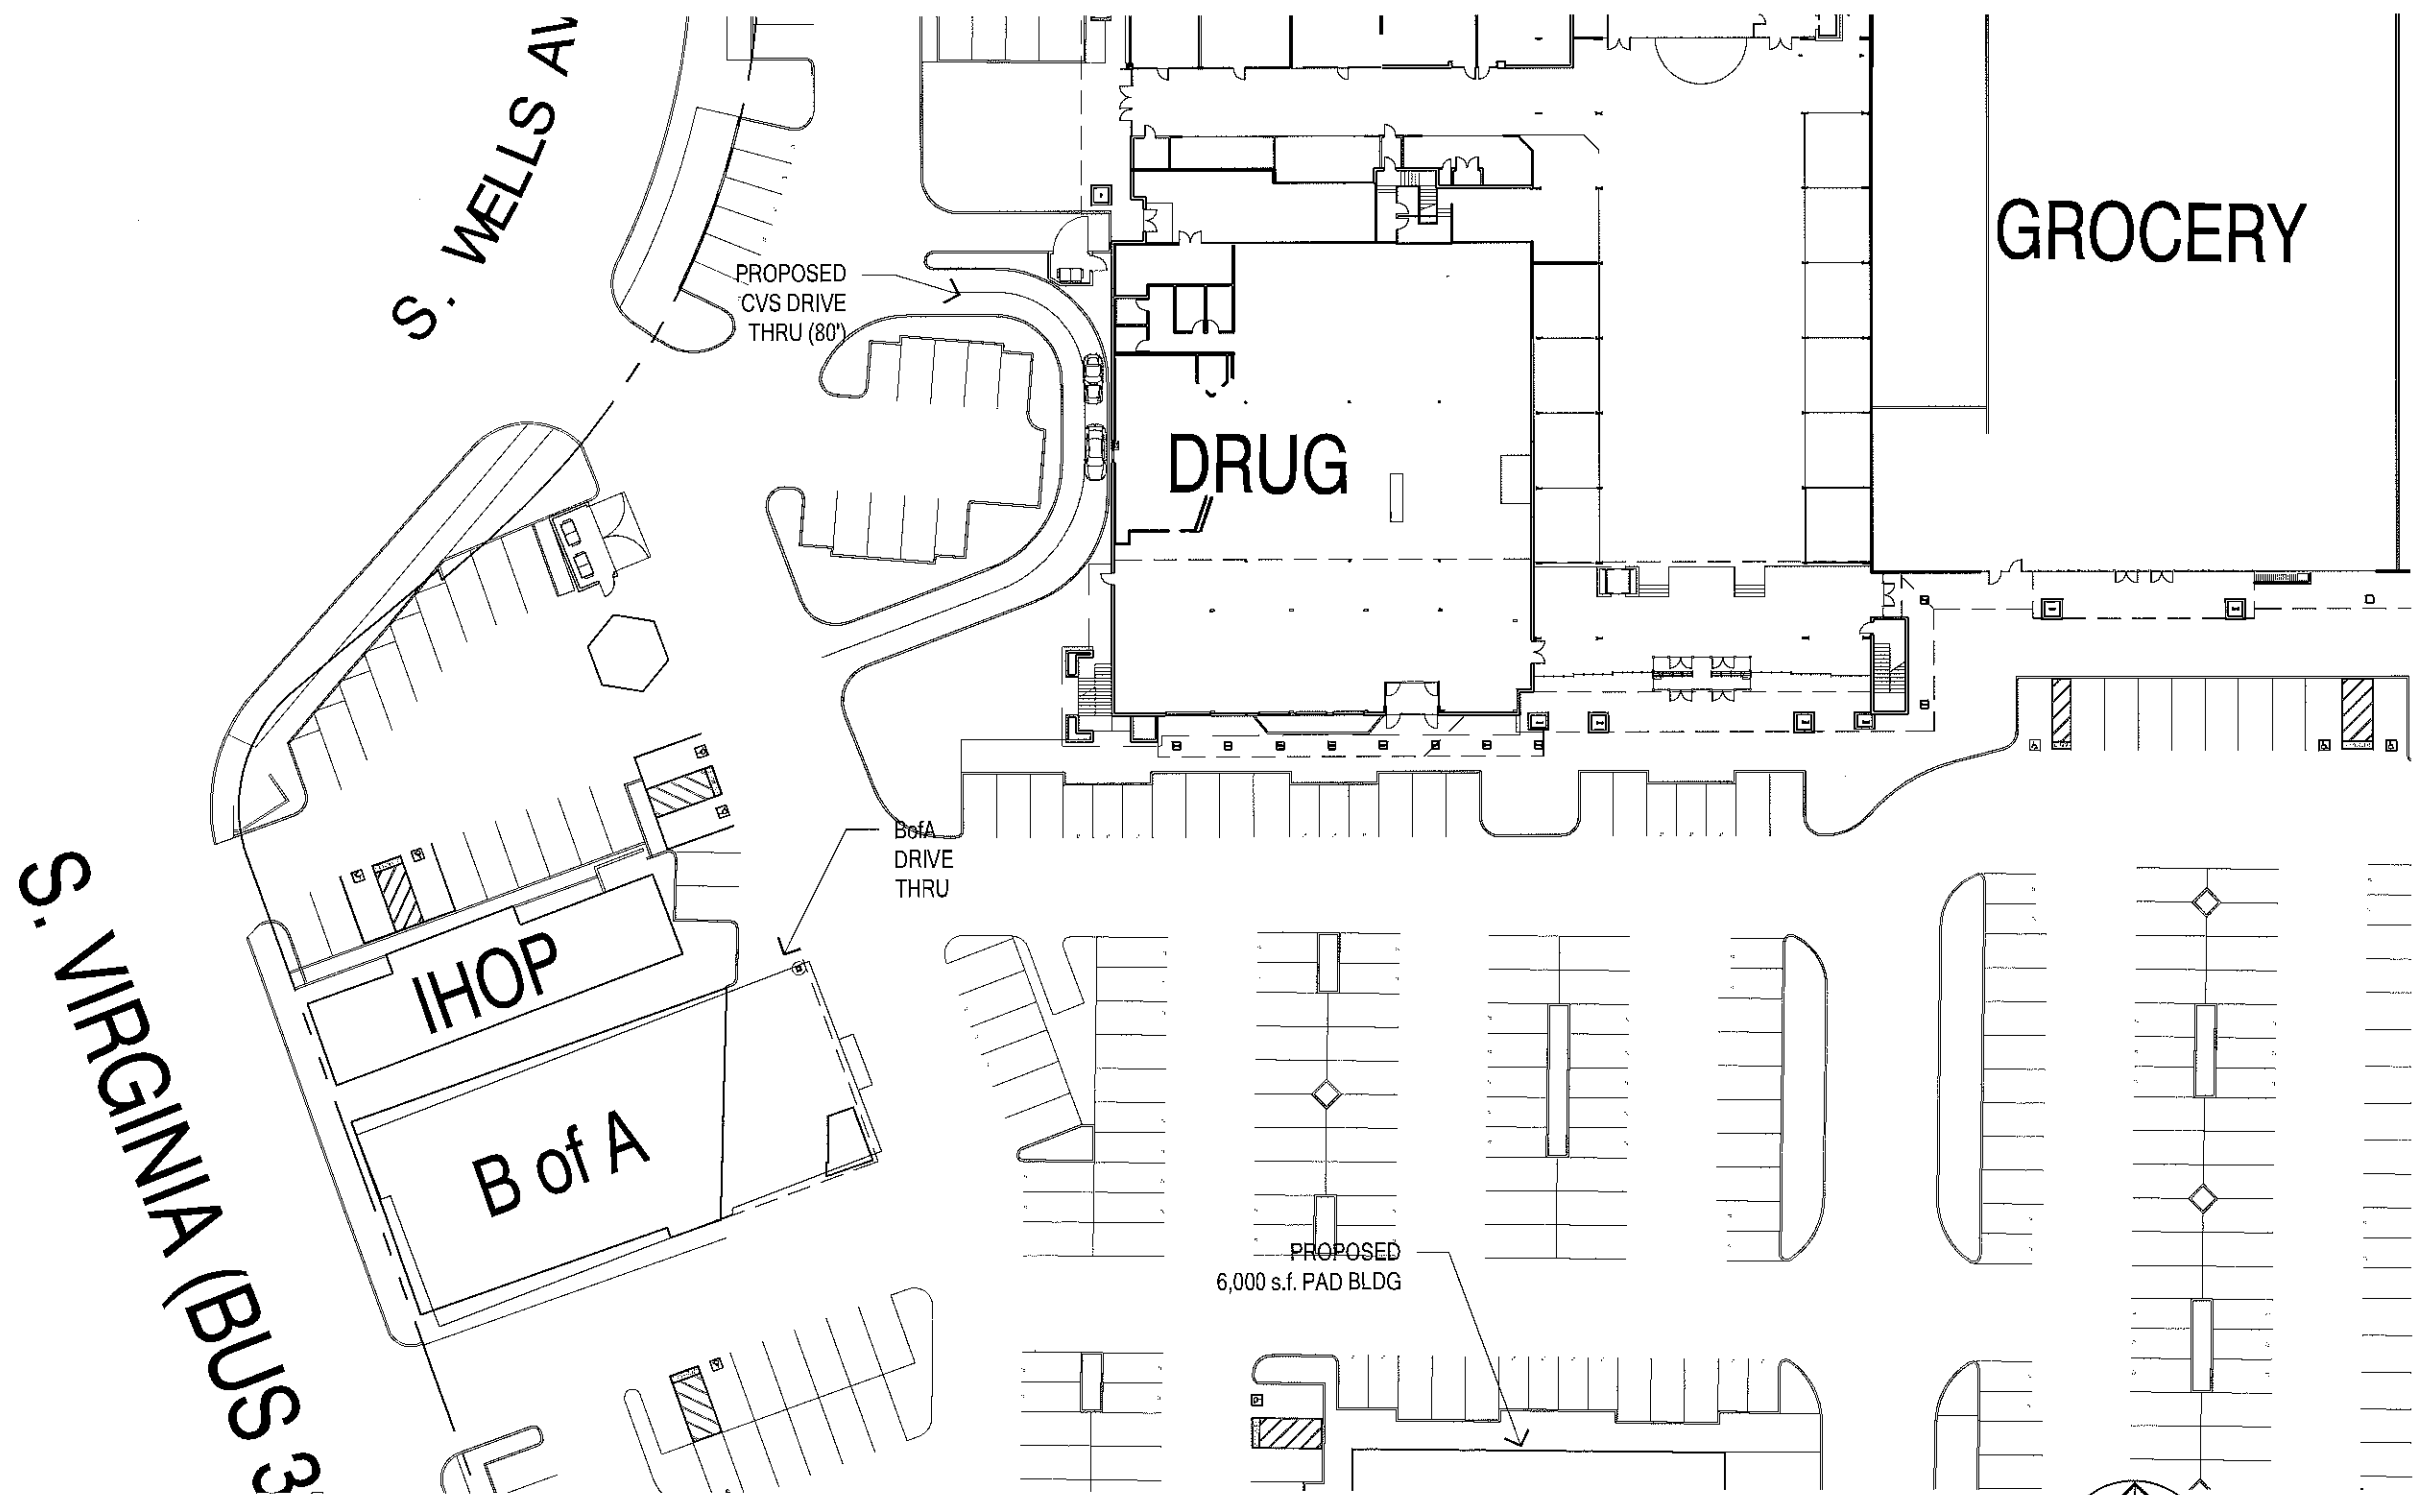 S. WELLS AV
GROCERY
PROPOSED
CVS DRIVE
THRU (80')
DRUG
BofA
DRIVE
THRU
IHOP
B of A
S. VIRGINIA (BUS 3
PROPOSED
6,000 s.f. PAD BLDG